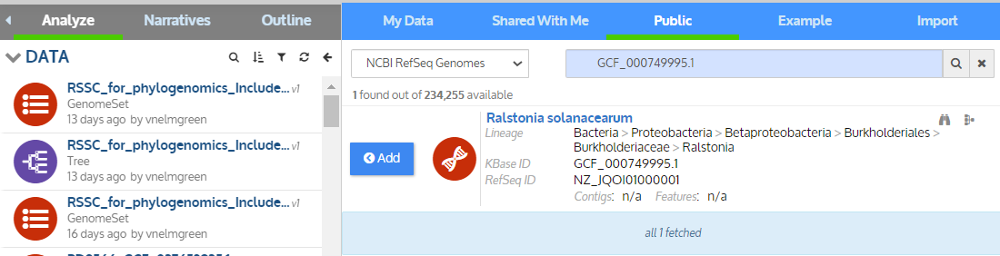 Analyze Narratives Outline
DATA
RSSC_for_phylogenomics_Include... v1
GenomeSet
13 days ago by vnelmgreen
RSSC_for_phylogenomics_Include... v1
Tree
13 days ago by vnelmgreen
RSSC_for_phylogenomics_Include... v1
GenomeSet
16 days ago by vnelmgreen
My Data Shared With Me Public Example Import
NCBI RefSeq Genomes GCF_000749995.1
1 found out of 234,255 available
Add
Ralstonia solanacearum
Lineage Bacteria > Proteobacteria > Betaproteobacteria > Burkholderiales >
Burkholderiaceae > Ralstonia
KBase ID GCF_000749995.1
RefSeq ID NZ_JQOI01000001
Contigs: n/a Features: n/a
all 1 fetched